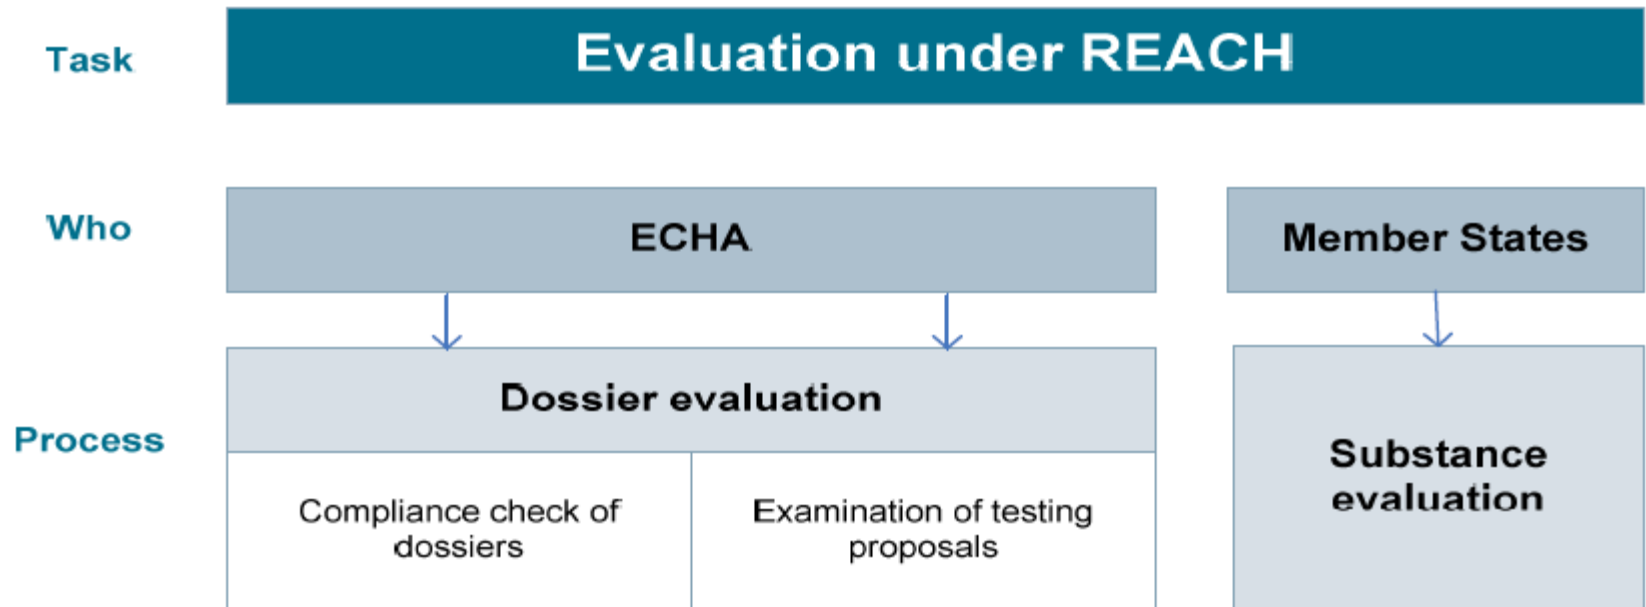 Task
Evaluation under REACH
Who
ECHA
Member States
Process
Dossier evaluation
Compliance check of
dossiers
Examination of testing
proposals
Substance
evaluation